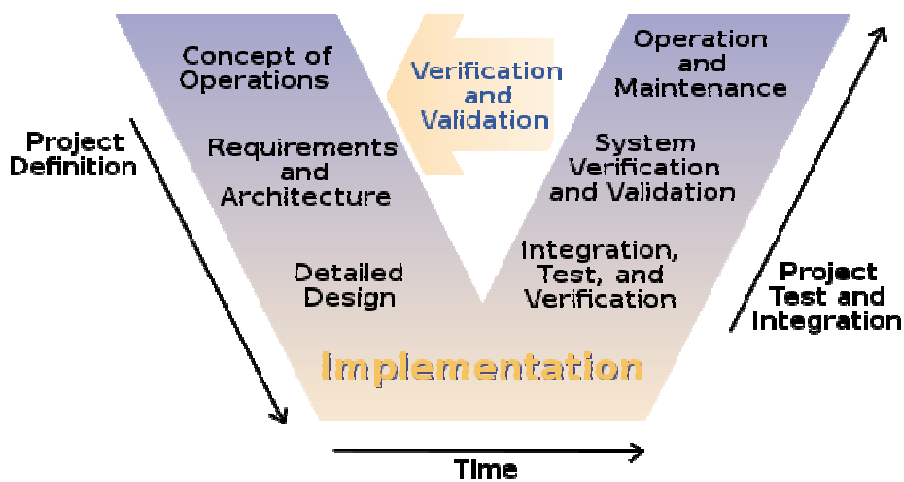 Concept of
Operations
Verification
and
Validation
Operation
and
Maintenance
Project
Definition
Requirements
and
Architecture
System
Verification
and Validation
Detailed
Design
Integration,
Test, and
Verification
Project
Test and
Integration
Implementation
Time